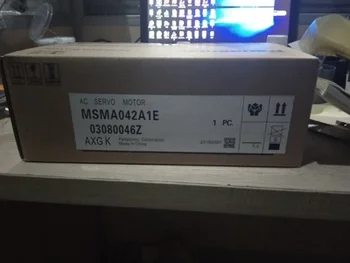 AC SERVO MOTOR
MSMA042A1E
1 PC.
03080046Z
AXGK
Made in China